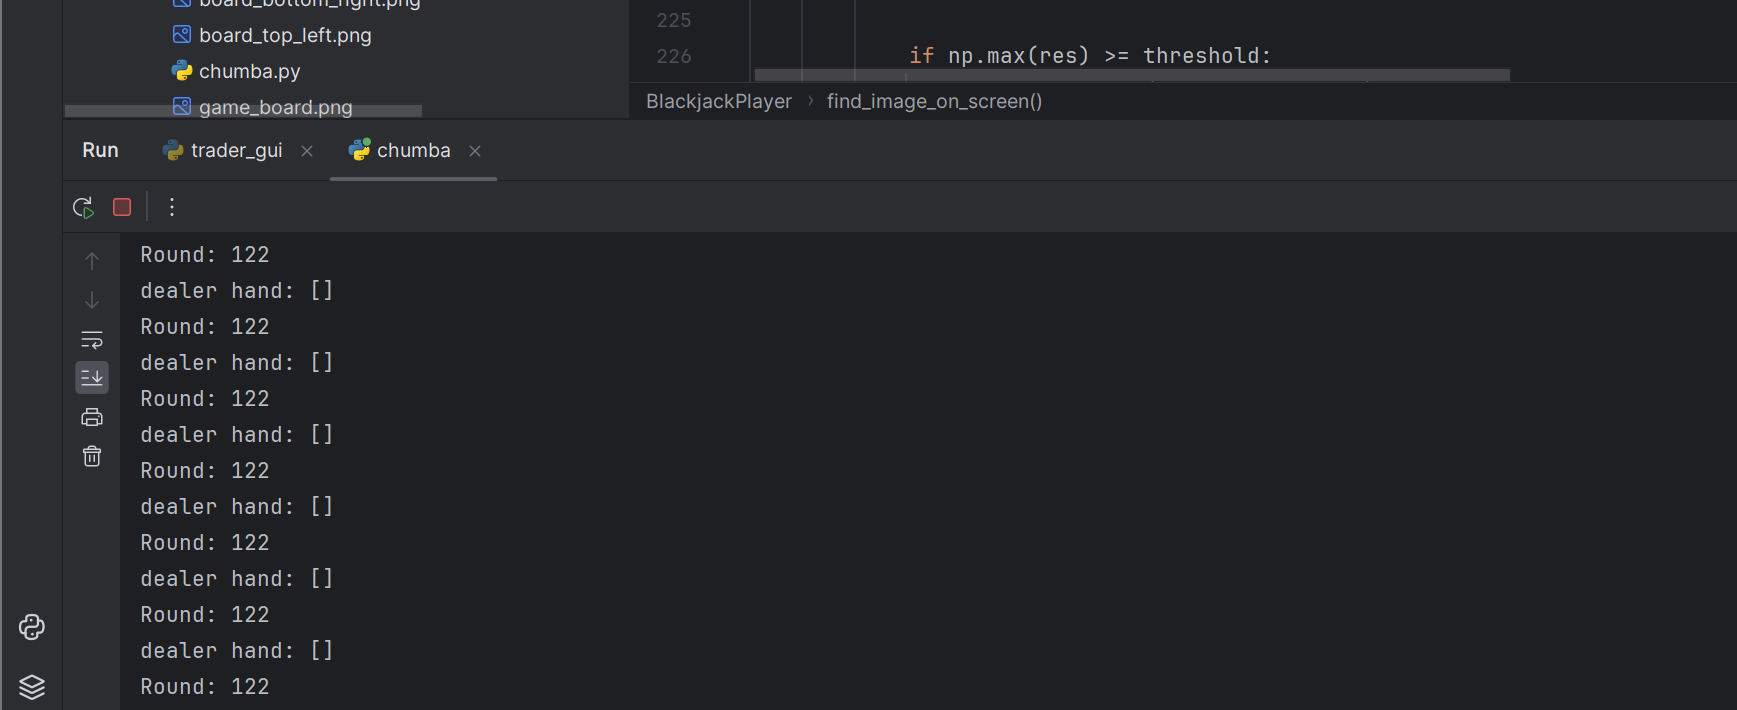 board_bottom_right.png
board_top_left.png
chumba.py
game_board.png
225
226 if np.max(res) >= threshold:
BlackjackPlayer › find_image_on_screen()
Run trader_gui × chumba ×
Round: 122
dealer hand: []
Round: 122
dealer hand: []
Round: 122
dealer hand: []
Round: 122
dealer hand: []
Round: 122
dealer hand: []
Round: 122
dealer hand: []
Round: 122